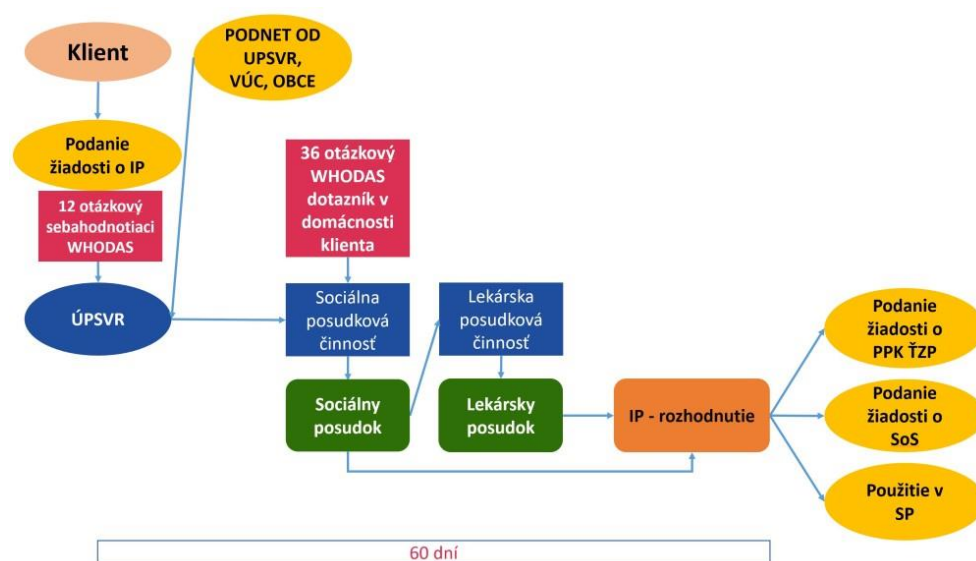 Klient
PODNET OD
UPSVR,
VÚC, OBCE
Podanie
žiadosti o IP
12 otázkový
sebahodnotiaci
WHODAS
ÚPSVR
36 otázkový
WHODAS
dotazník v
domácnosti
klienta
Sociálna
posudková
činnosť
Lekárska
posudková
činnosť
Sociálny
posudok
Lekársky
posudok
IP - rozhodnutie
Podanie
žiadosti o
PPK ŤZP
Podanie
žiadosti o
SoS
Použitie v
SP
60 dní